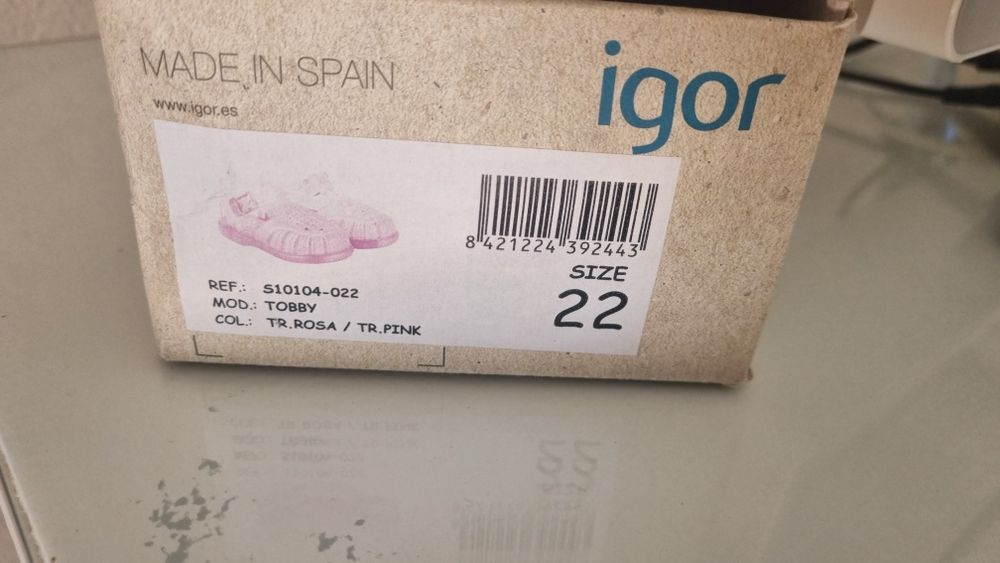 MADE IN SPAIN
www.igor.es
igor
8 421224 392443
SIZE
22
REF.: S10104-022
MOD.: TOBBY
COL.: TR.ROSA / TR.PINK